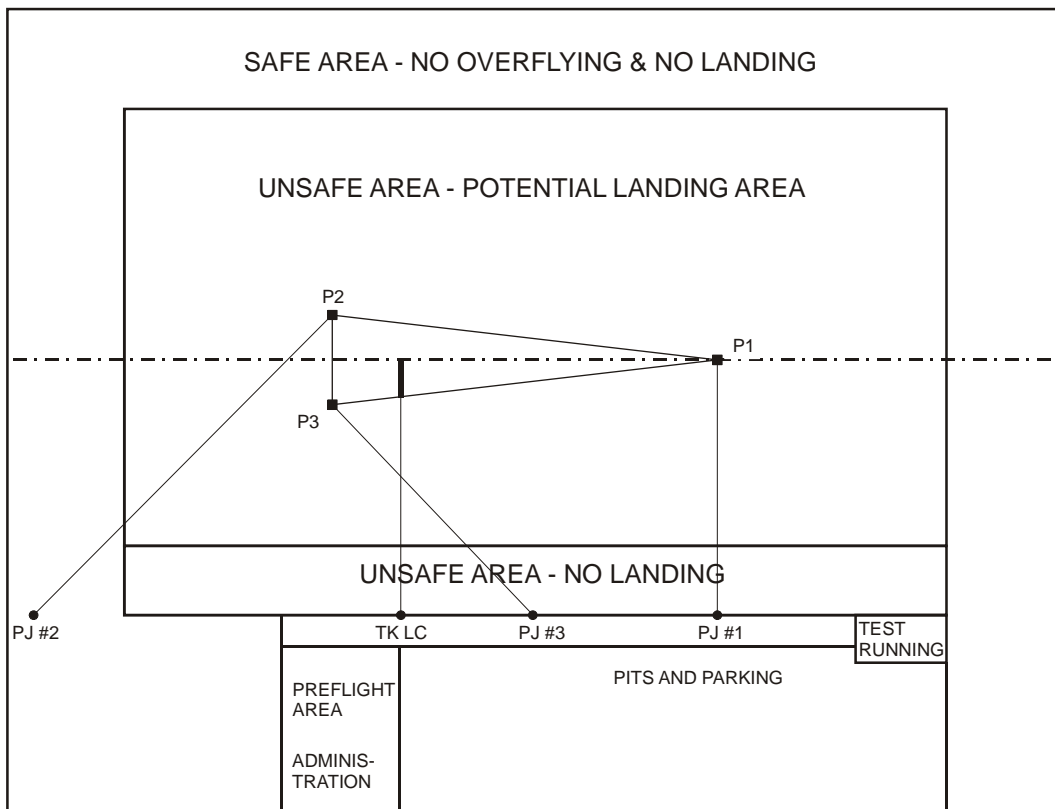 SAFE AREA - NO OVERFLYING & NO LANDING
UNSAFE AREA - POTENTIAL LANDING AREA
P2
P1
P3
UNSAFE AREA - NO LANDING
PJ #2
TK LC
PJ #3
PJ #1
TEST
RUNNING
PITS AND PARKING
PREFLIGHT
AREA
ADMINIS-
TRATION